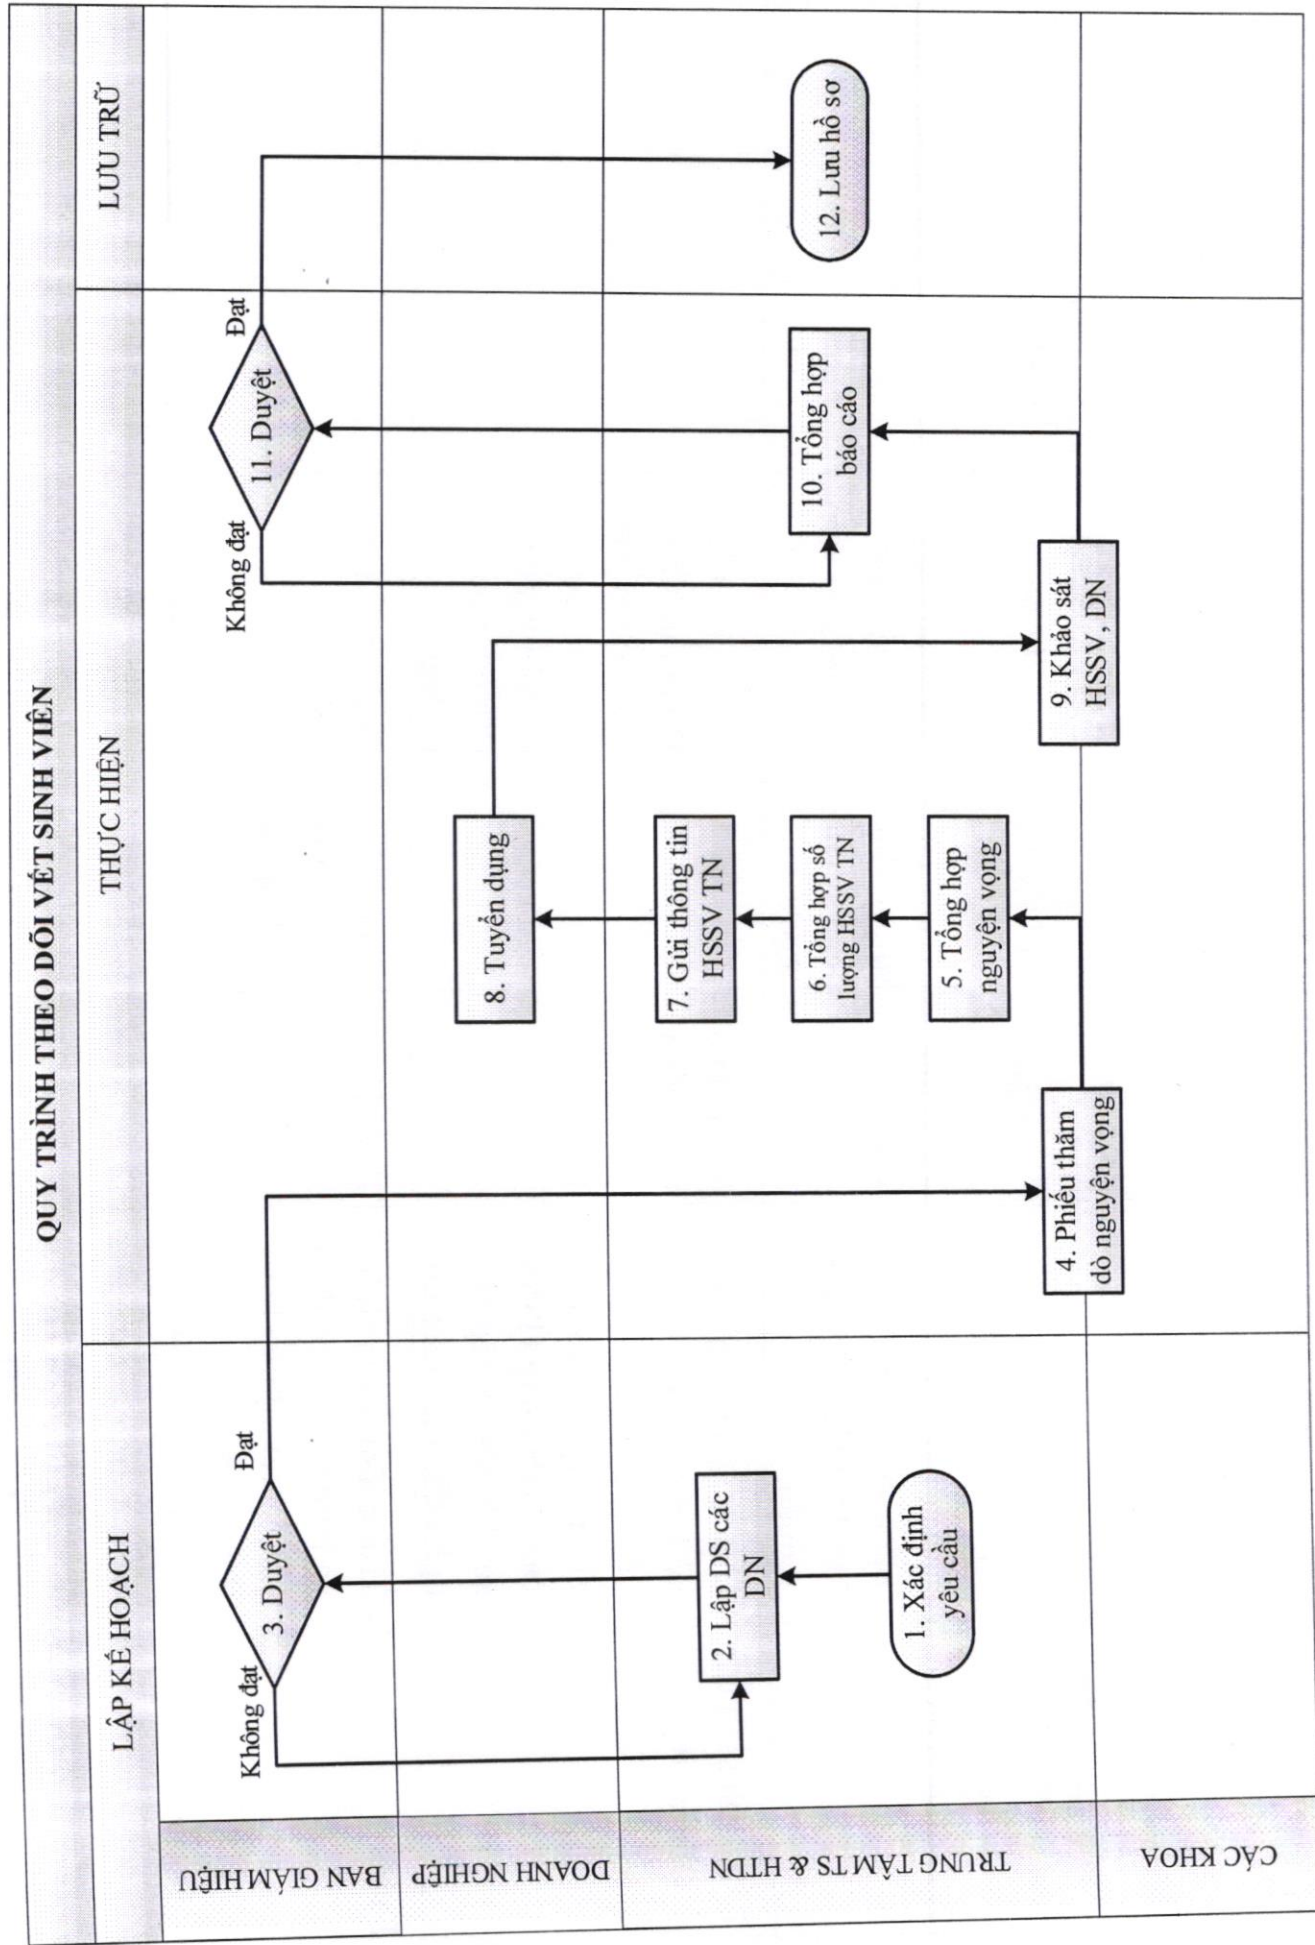 QUY TRÌNH THEO DÕI VẾT SINH VIÊN
LẬP KẾ HOẠCH
THỰC HIỆN
LƯU TRỮ
BAN GIÁM HIỆU
Không đạt
3. Duyệt
Đạt
Không đạt
11. Duyệt
Đạt
DOANH NGHIỆP
8. Tuyển dụng
TRUNG TÂM TS & HTDN
2. Lập DS các
DN
1. Xác định
yêu cầu
7. Gửi thông tin
HSSV TN
6. Tổng hợp số
lượng HSSV TN
5. Tổng hợp
nguyện vọng
10. Tổng hợp
báo cáo
12. Lưu hồ sơ
CÁC KHOA
4. Phiếu thăm
dò nguyện vọng
9. Khảo sát
HSSV, DN